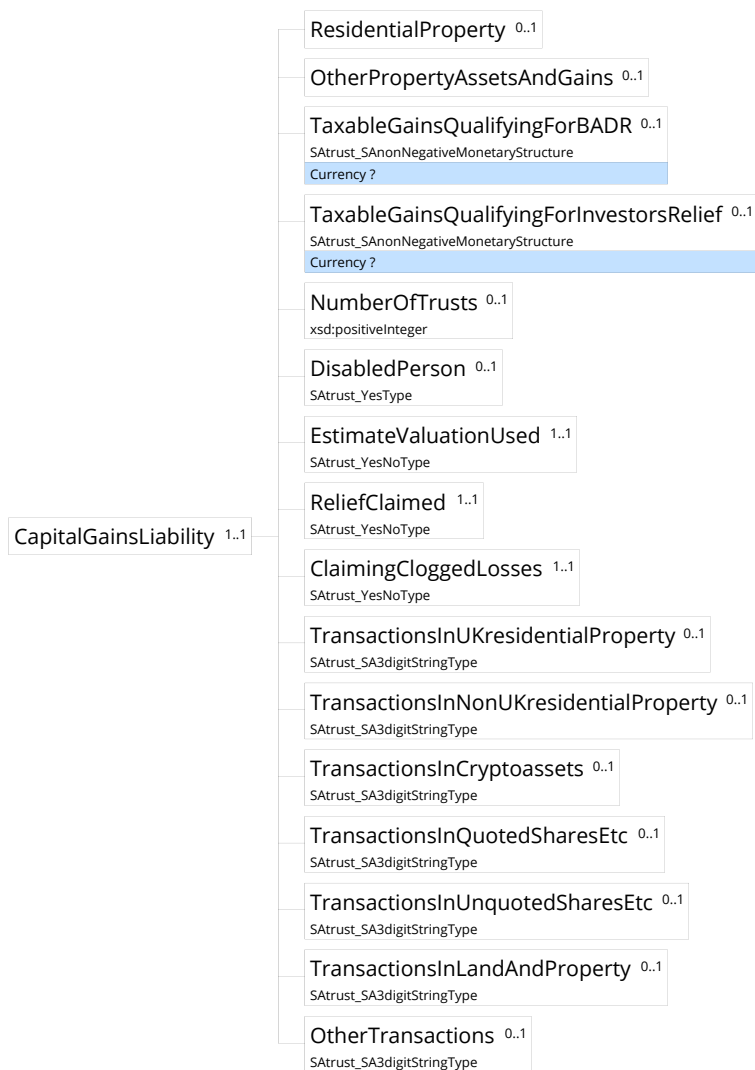 ResidentialProperty 0..1
OtherPropertyAssetsAndGains 0..1
TaxableGainsQualifyingForBADR 0..1
SAtrust_SAnonNegativeMonetaryStructure
Currency ?
TaxableGainsQualifyingForInvestorsRelief 0..1
SAtrust_SAnonNegativeMonetaryStructure
Currency ?
NumberOfTrusts 0..1
xsd:positiveInteger
DisabledPerson 0..1
SAtrust_YesType
EstimateValuationUsed 1..1
SAtrust_YesNoType
ReliefClaimed 1..1
SAtrust_YesNoType
CapitalGainsLiability 1..1
ClaimingCloggedLosses 1..1
SAtrust_YesNoType
TransactionsInUKresidentialProperty 0..1
SAtrust_SA3digitStringType
TransactionsInNonUKresidentialProperty 0..1
SAtrust_SA3digitStringType
TransactionsInCryptoassets 0..1
SAtrust_SA3digitStringType
TransactionsInQuotedSharesEtc 0..1
SAtrust_SA3digitStringType
TransactionsInUnquotedSharesEtc 0..1
SAtrust_SA3digitStringType
TransactionsInLandAndProperty 0..1
SAtrust_SA3digitStringType
OtherTransactions 0..1
SAtrust_SA3digitStringType